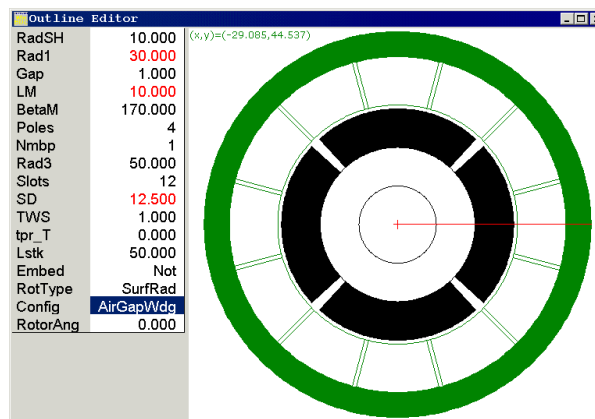 Outline Editor
RadSH 10.000
Rad1 30.000
Gap 1.000
LM 10.000
BetaM 170.000
Poles 4
Nmbp 1
Rad3 50.000
Slots 12
SD 12.500
TWS 1.000
tpr_T 0.000
Lstk 50.000
Embed Not
RotType SurfRad
Config AirGapWdg
RotorAng 0.000
(x,y)=(-29.085,44.537)